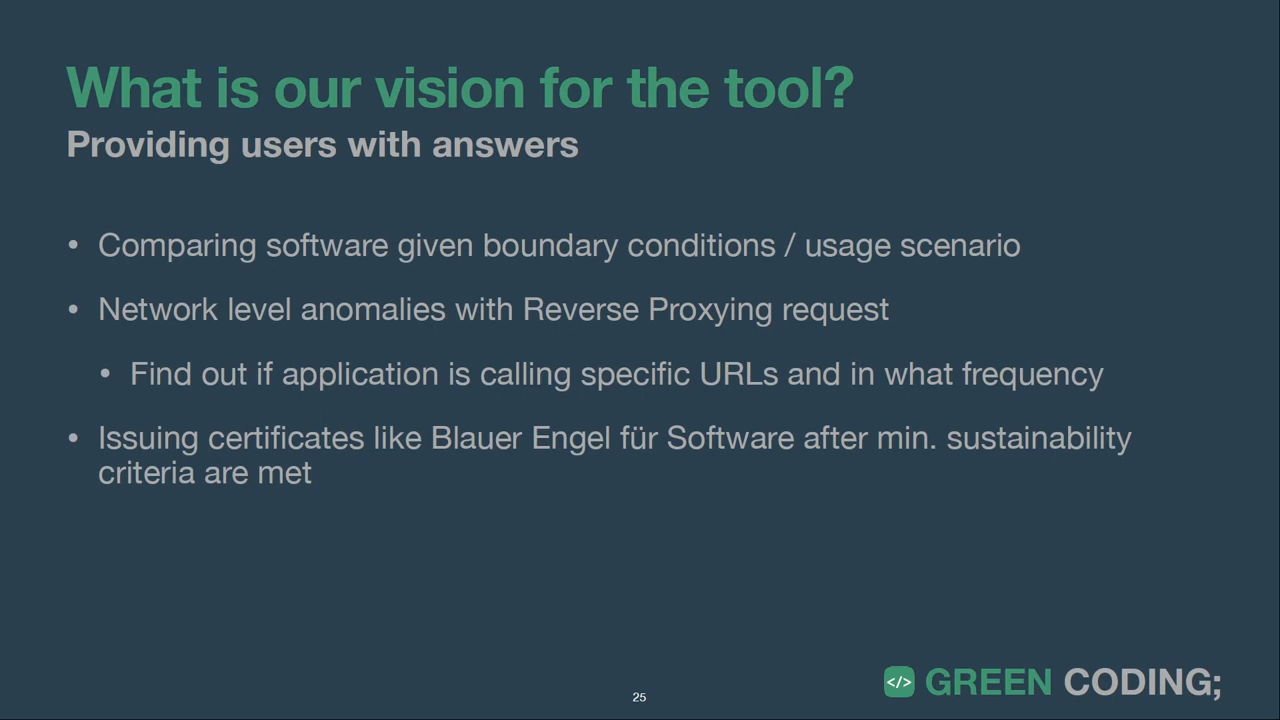 What is our vision for the tool?
Providing users with answers
• Comparing software given boundary conditions / usage scenario
• Network level anomalies with Reverse Proxying request
• Find out if application is calling specific URLs and in what frequency
• Issuing certificates like Blauer Engel für Software after min. sustainability
criteria are met
</> GREEN CODING;
25